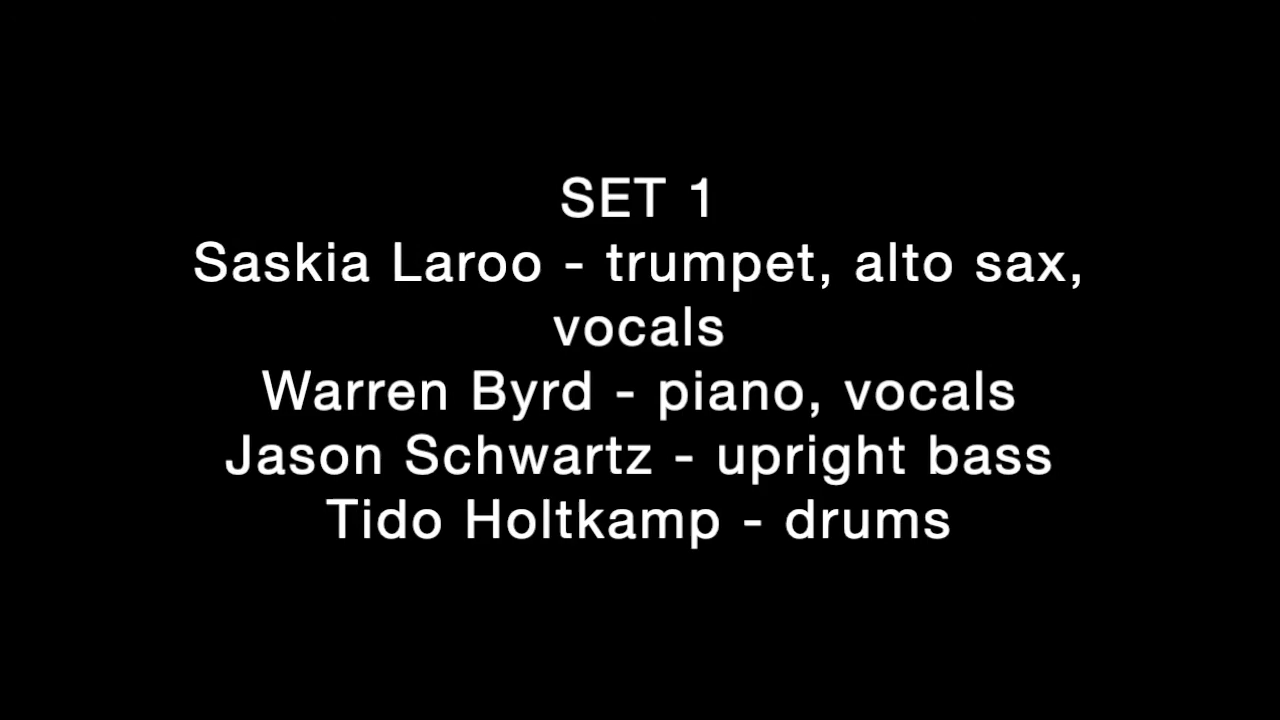 SET 1
Saskia Laroo - trumpet, alto sax,
vocals
Warren Byrd - piano, vocals
Jason Schwartz - upright bass
Tido Holtkamp - drums